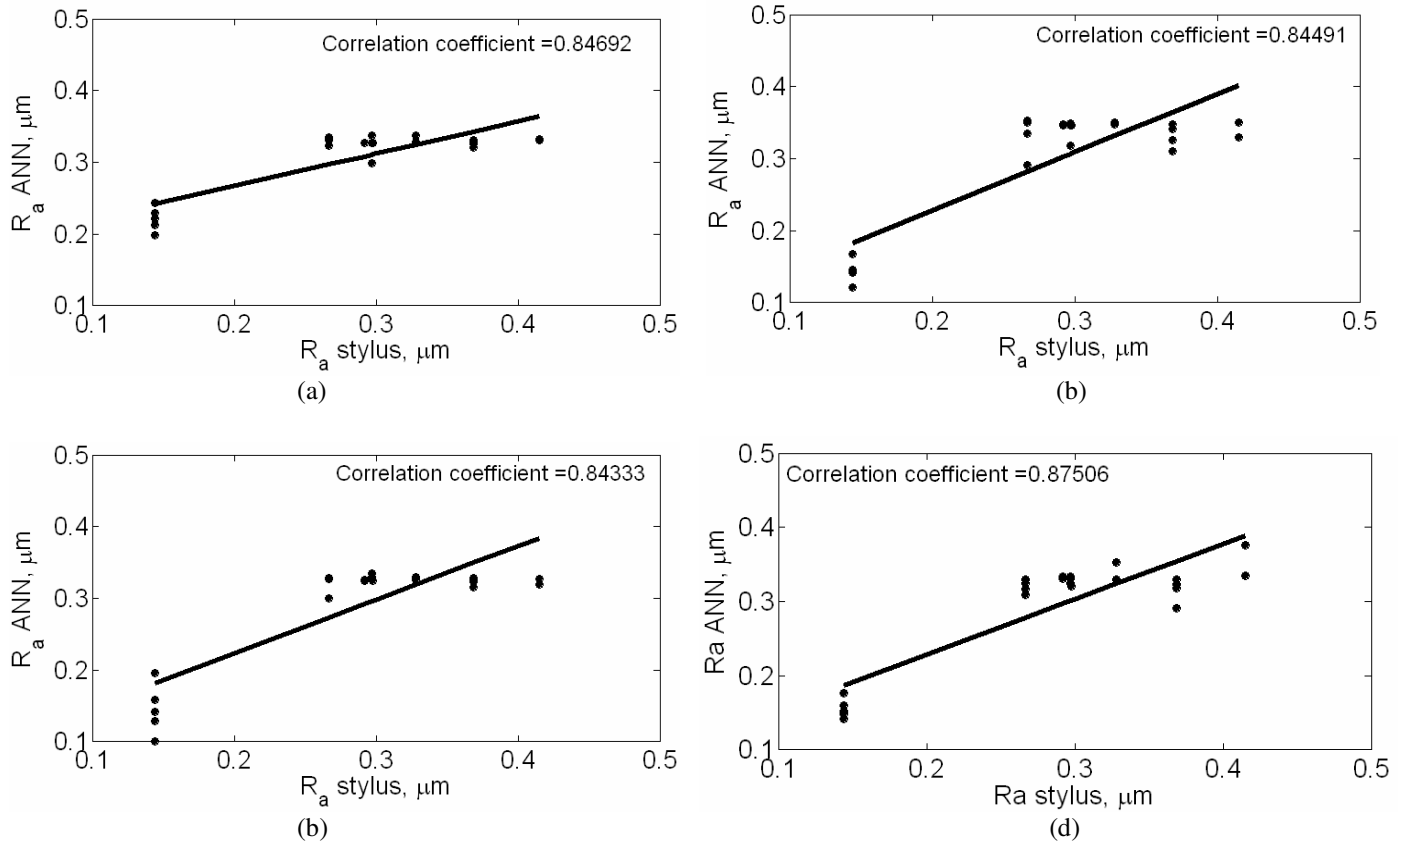 0.5
Correlation coefficient =0.84692
0.4
0.3
0.2
0.1
R_a ANN, μm
0.1 0.2 0.3 0.4 0.5
R_a stylus, μm
(a)
0.5
Correlation coefficient =0.84491
0.4
0.3
0.2
0.1
R_a ANN, μm
0.1 0.2 0.3 0.4 0.5
R_a stylus, μm
(b)
0.5
Correlation coefficient =0.84333
0.4
0.3
0.2
0.1
R_a ANN, μm
0.1 0.2 0.3 0.4 0.5
R_a stylus, μm
(b)
0.5
Correlation coefficient =0.87506
0.4
0.3
0.2
0.1
Ra ANN, μm
0.1 0.2 0.3 0.4 0.5
Ra stylus, μm
(d)